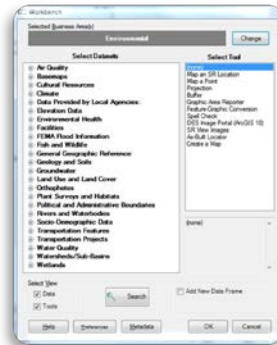 Workbench
Selected Business Area(s)
Environmental
Change
Select Datasets
Air Quality
Basemaps
Cultural Resources
Climate
Data Provided by Local Agencies
Elevation Data
Environmental Health
Facilities
FEMA Flood Information
Fish and Wildlife
General Geographic Reference
Geology and Soils
Groundwater
Land Use and Land Cover
Orthophotos
Plant Surveys and Habitats
Political and Administrative Boundaries
Rivers and Waterbodies
Socio-Demographic Data
Transportation Features
Transportation Projects
Water Quality
Watersheds/Sub-Basins
Wetlands
Select Tool
(none)
Map an SR Location
Map a Point
Projection
Buffer
Graphic Area Reporter
Feature-Graphic Conversion
Spell Check
DES Image Portal (ArcGIS 10)
SR View Images
As-Built Locator
Create a Map
(none)
Select View
Data
Tools
Search
Add New Data Frame
Help
Preferences
Metadata
OK
Cancel